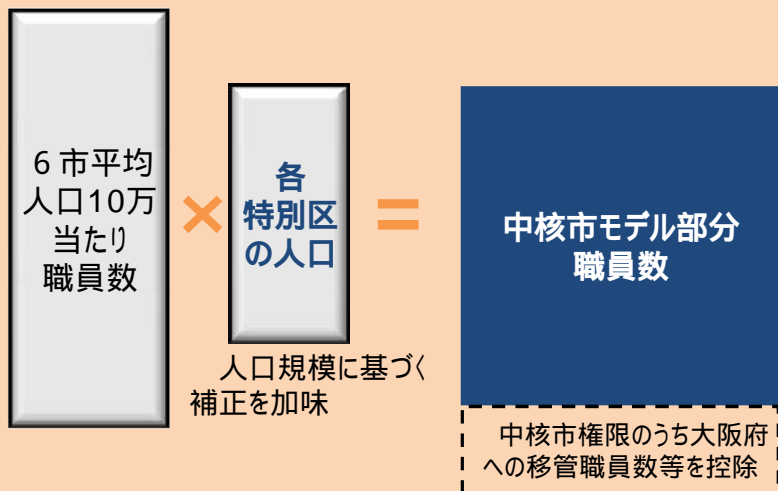 6市平均
人口10万
当たり
職員数
×
各
特別区
の人口
=
中核市モデル部分
職員数
人口規模に基づく
補正を加味
中核市権限のうち大阪府
への移管職員数等を控除